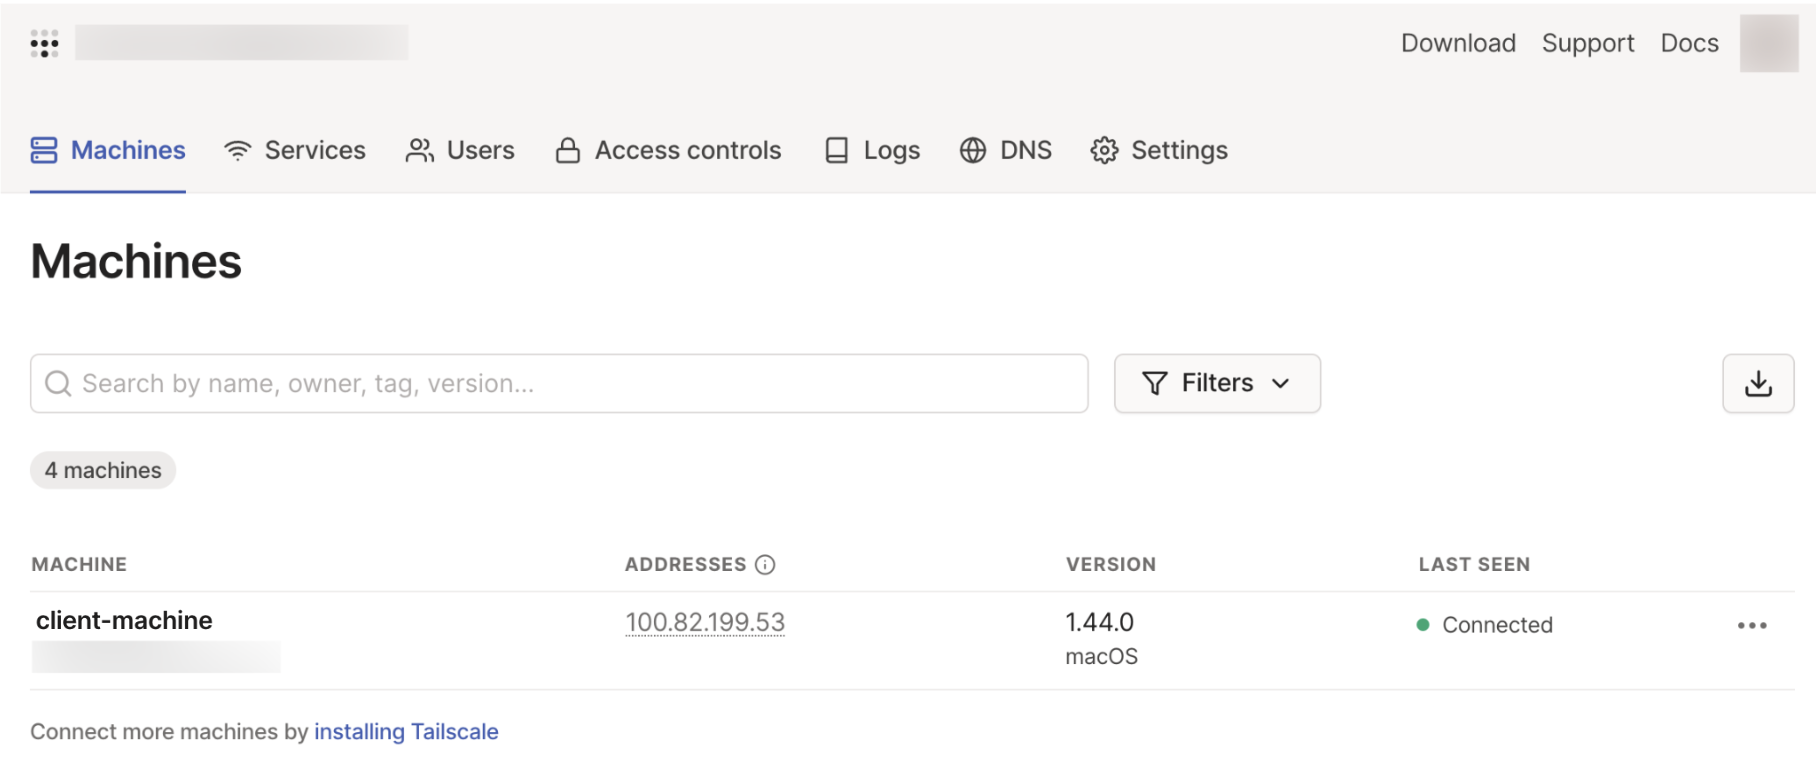 Download Support Docs
Machines Services Users Access controls Logs DNS Settings
Machines
Search by name, owner, tag, version...
Filters
4 machines
MACHINE ADDRESSES VERSION LAST SEEN
client-machine 100.82.199.53 1.44.0 Connected
macOS
Connect more machines by installing Tailscale